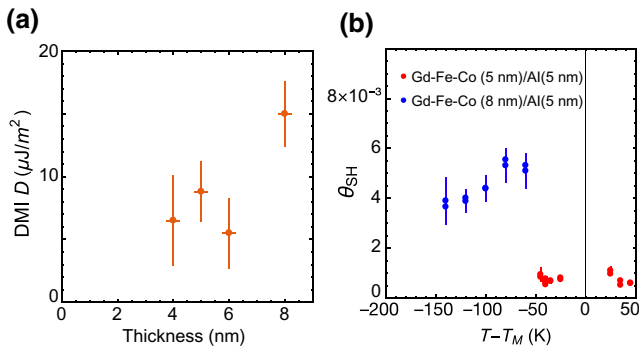 (a)
DMI D (μJ/m²)
20
10
0
0 2 4 6 8
Thickness (nm)
(b)
θSH
8×10⁻³
6
4
2
0
Gd-Fe-Co (5 nm)/Al(5 nm)
Gd-Fe-Co (8 nm)/Al(5 nm)
−200 −150 −100 −50 0 50
T−TM (K)